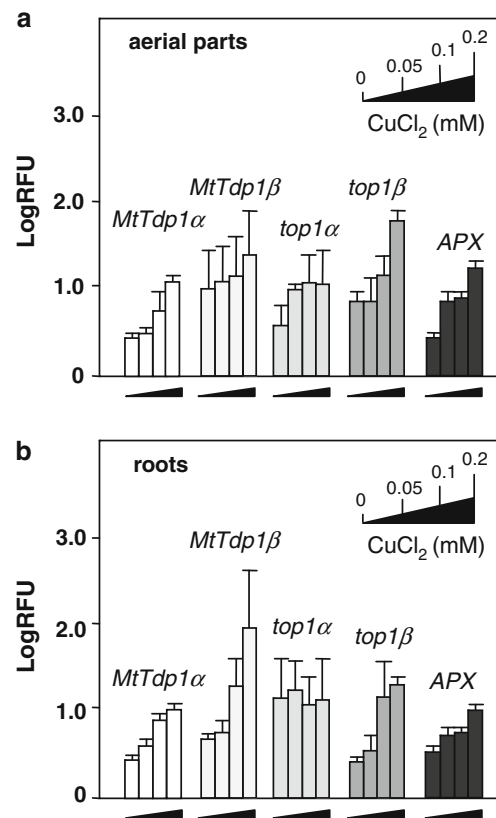 a
aerial parts
0 0.05 0.1 0.2
CuCl₂ (mM)
LogRFU
3.0
2.0
1.0
0
MtTdp1α
MtTdp1β
top1α
top1β
APX
b
roots
0 0.05 0.1 0.2
CuCl₂ (mM)
LogRFU
3.0
2.0
1.0
0
MtTdp1α
MtTdp1β
top1α
top1β
APX